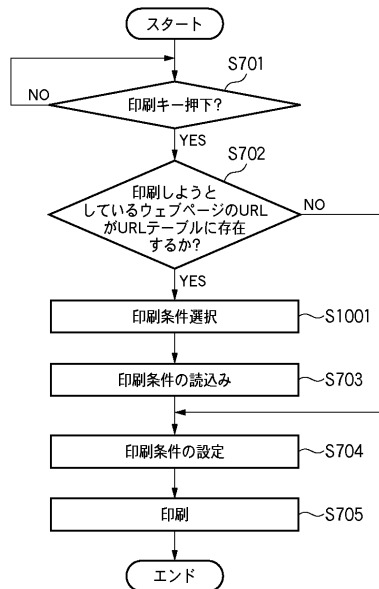 スタート
S701
NO
印刷キー押下?
YES
S702
印刷しようと
しているウェブページのURL
がURLテーブルに存在
するか?
NO
YES
印刷条件選択
S1001
印刷条件の読込み
S703
印刷条件の設定
S704
印刷
S705
エンド